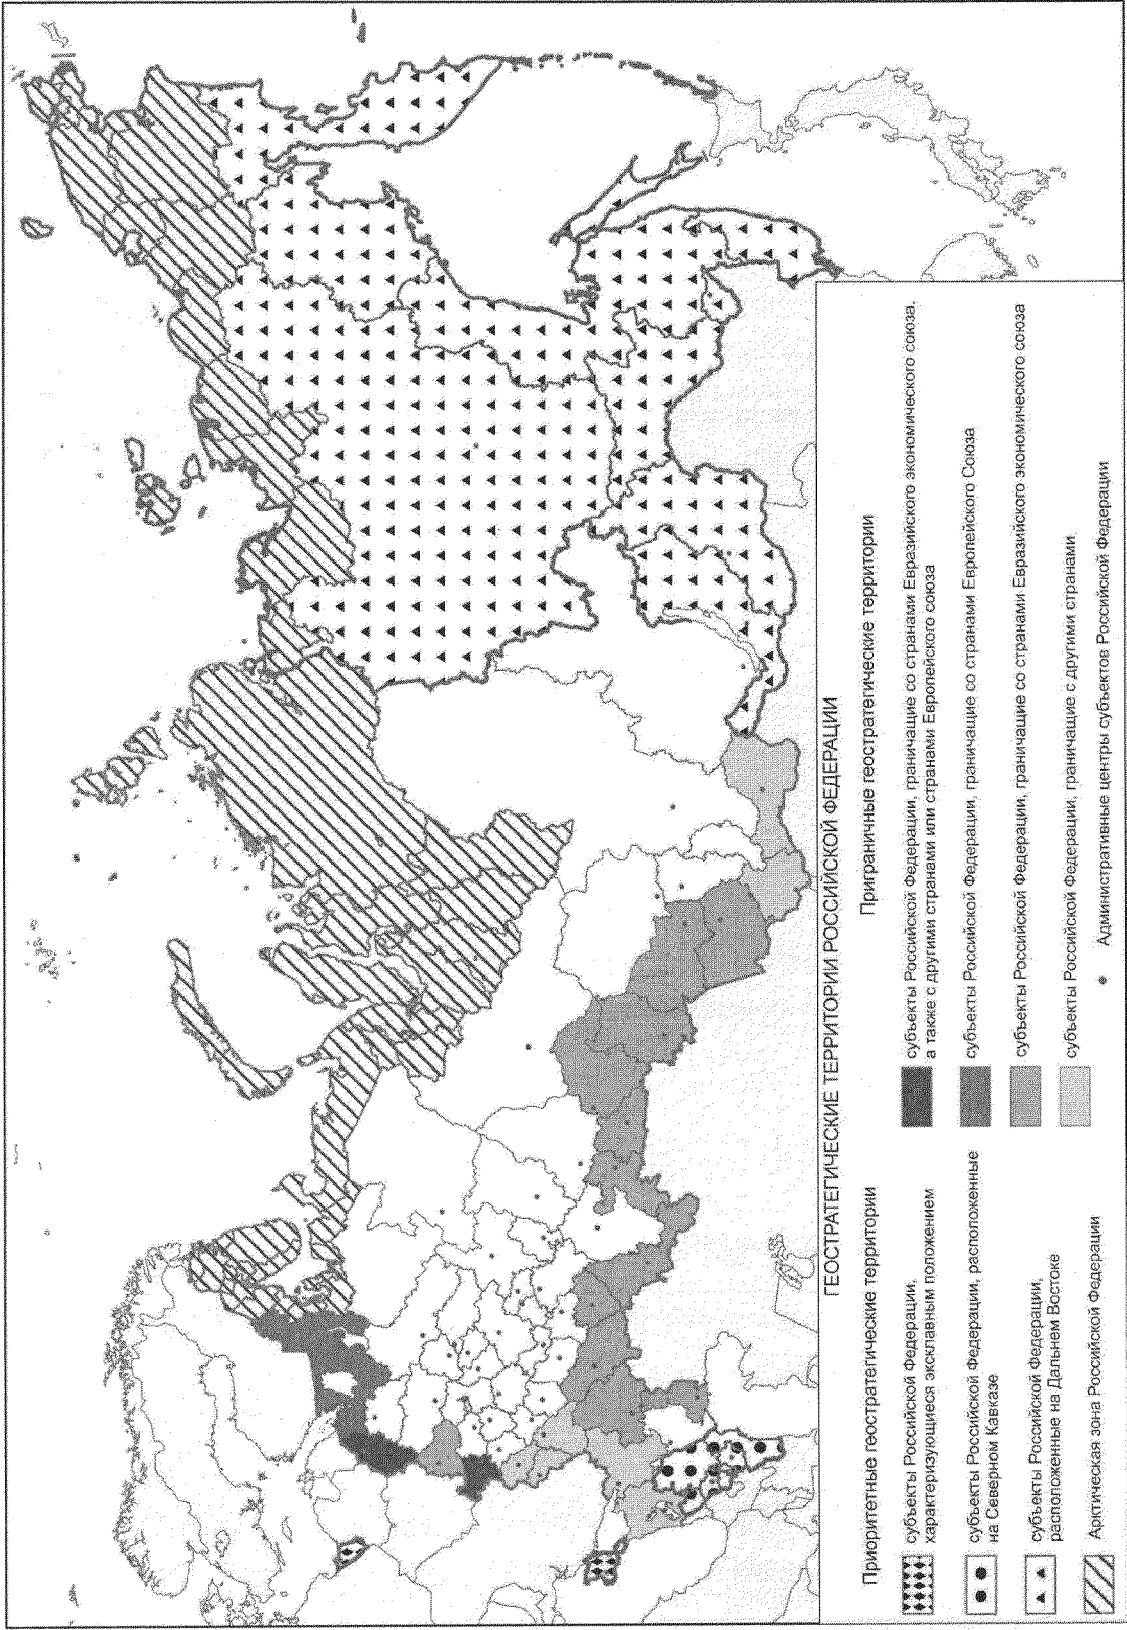 ГЕОСТРАТЕГИЧЕСКИЕ ТЕРРИТОРИИ РОССИЙСКОЙ ФЕДЕРАЦИИ
Приоритетные геостратегические территории
субъекты Российской Федерации,
характеризующиеся эксклавным положением
субъекты Российской Федерации, расположенные
на Северном Кавказе
субъекты Российской Федерации,
расположенные на Дальнем Востоке
Арктическая зона Российской Федерации
Приграничные геостратегические территории
субъекты Российской Федерации, граничащие со странами Евразийского экономического союза,
а также с другими странами или странами Европейского союза
субъекты Российской Федерации, граничащие со странами Европейского Союза
субъекты Российской Федерации, граничащие со странами Евразийского экономического союза
субъекты Российской Федерации, граничащие с другими странами
Административные центры субъектов Российской Федерации